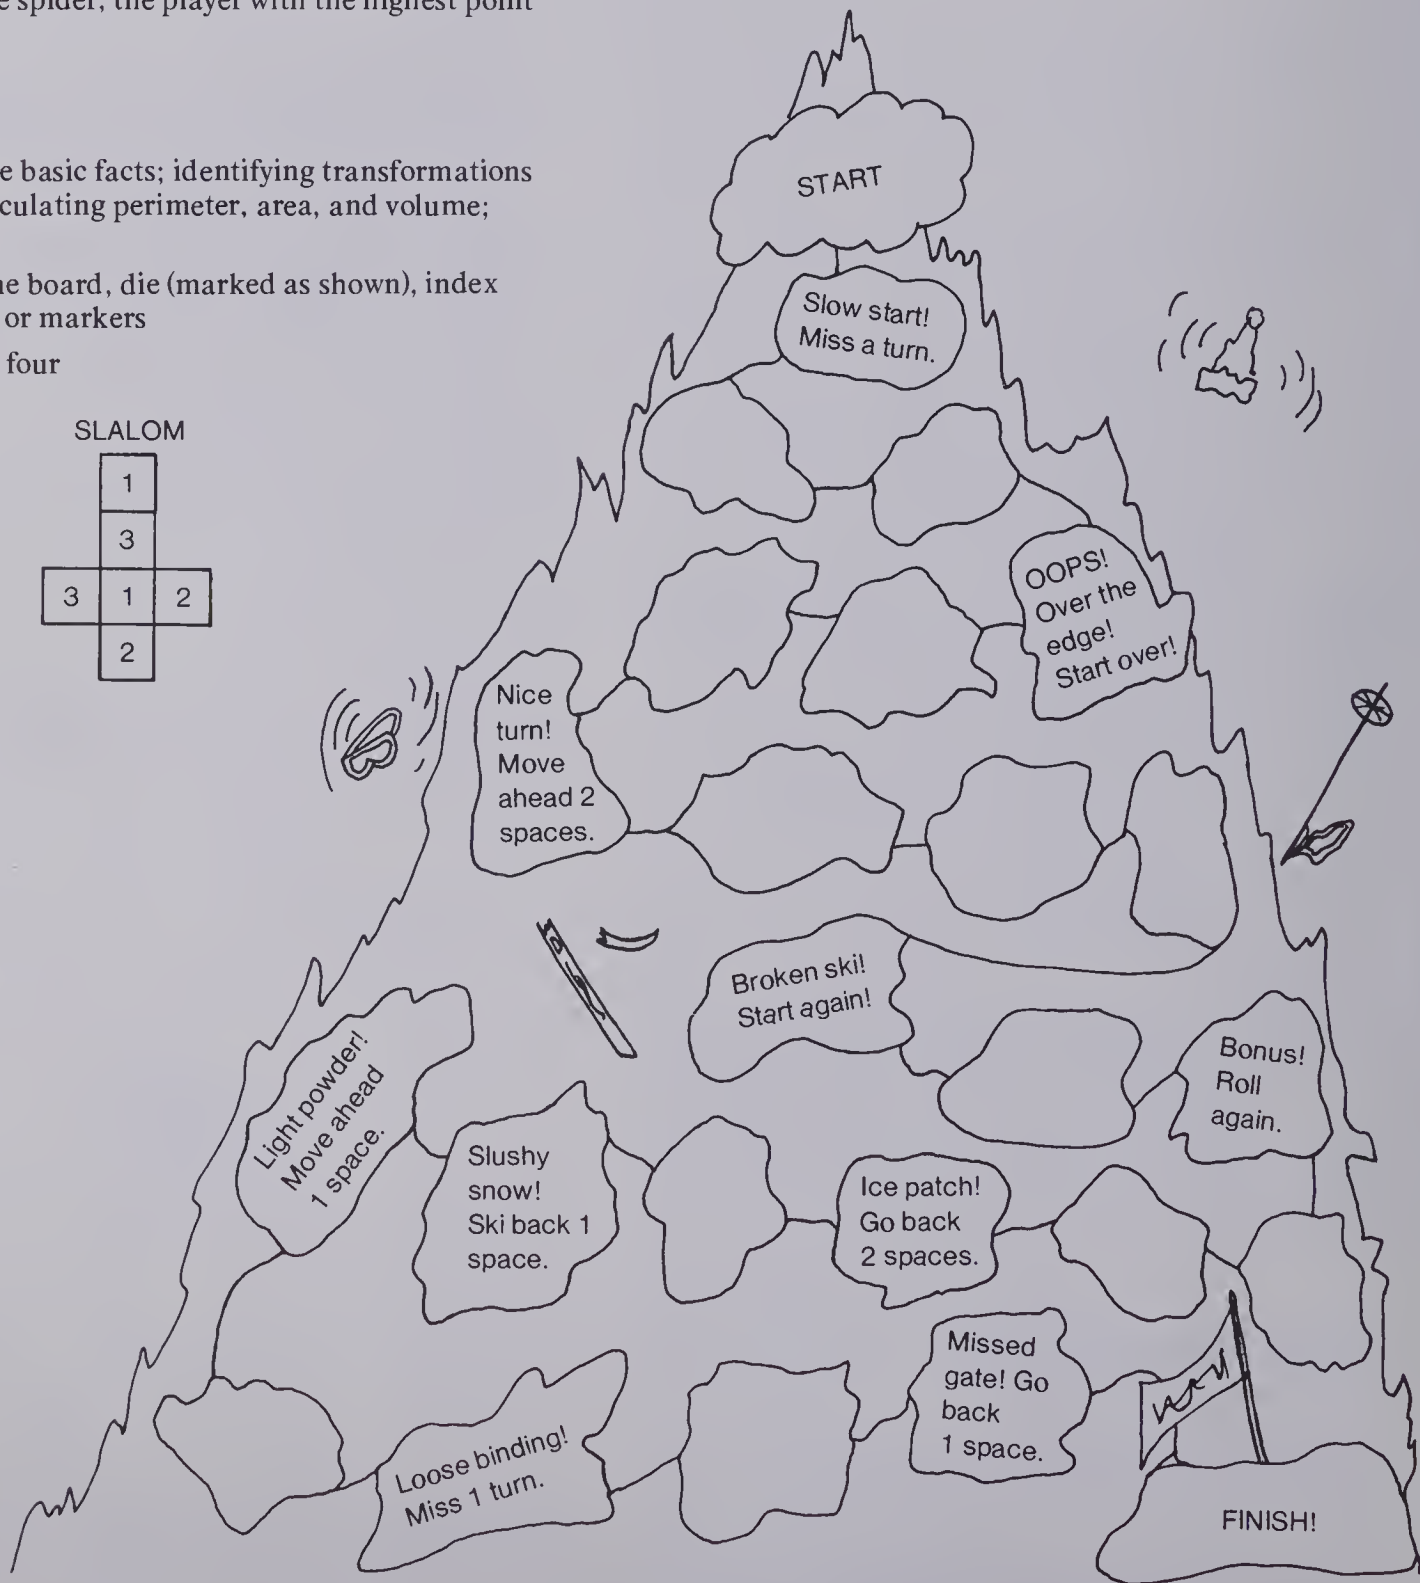 spider, the player with the highest point
basic facts; identifying transformations
perimeter, area, and volume;
board, die (marked as shown), index
or markers
four
SLALOM
1
3
3 1 2
2
START
Slow start!
Miss a turn.
OOPS!
Over the
edge!
Start over!
Nice
turn!
Move
ahead 2
spaces.
Broken ski!
Start again!
Bonus!
Roll
again.
Light powder!
Move ahead
1 space.
Slushy
snow!
Ski back 1
space.
Ice patch!
Go back
2 spaces.
Missed
gate! Go
back
1 space.
Loose binding!
Miss 1 turn.
FINISH!